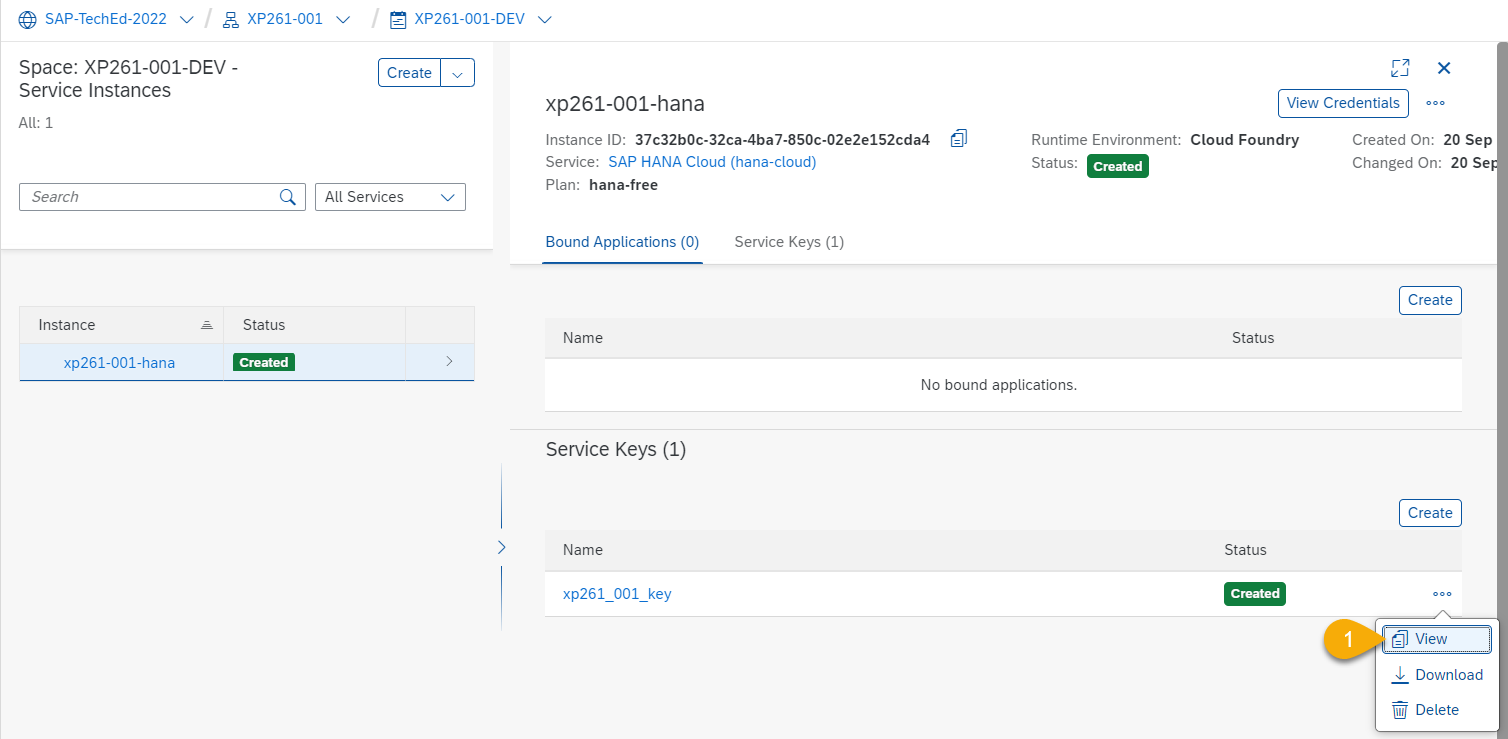 SAP-TechEd-2022 / XP261-001 / XP261-001-DEV
Space: XP261-001-DEV -
Service Instances
Create
All: 1
Search
All Services
Instance Status
xp261-001-hana Created
xp261-001-hana
View Credentials
Instance ID: 37c32b0c-32ca-4ba7-850c-02e2e152cda4
Runtime Environment: Cloud Foundry
Created On: 20 Sep
Service: SAP HANA Cloud (hana-cloud)
Status: Created
Changed On: 20 Sep
Plan: hana-free
Bound Applications (0) Service Keys (1)
Create
Name Status
No bound applications.
Service Keys (1)
Create
Name Status
xp261_001_key Created
1
View
Download
Delete